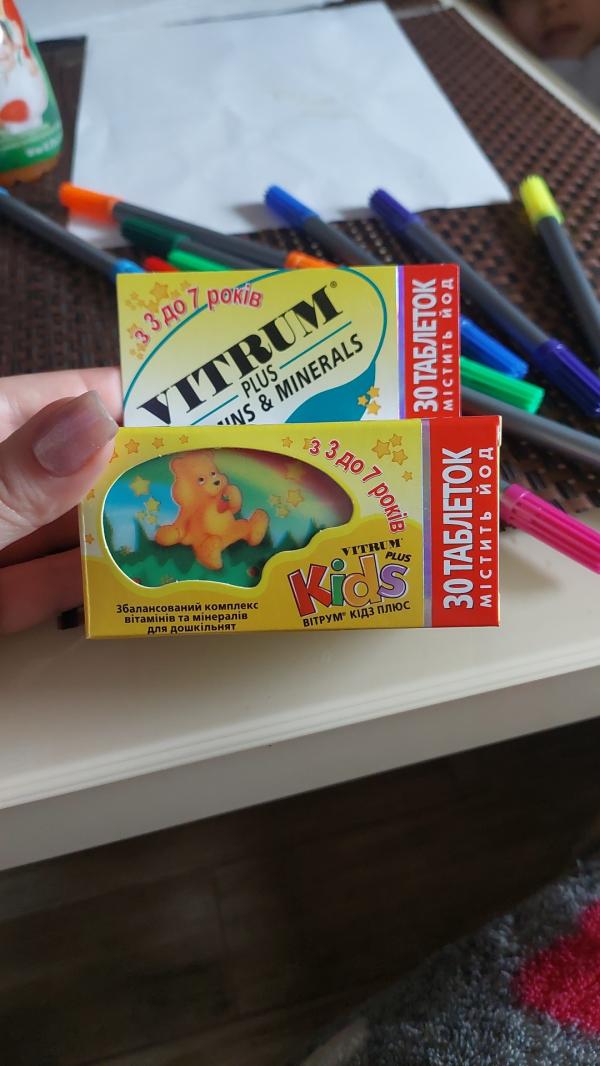 з 3 до 7 років
VITRUM®
PLUS
& MINERALS
30 ТАБЛЕТОК
МІСТИТЬ ЙОД
з 3 до 7 років
VITRUM®
PLUS
Kids
ВІТРУМ® КІДЗ ПЛЮС
Збалансований комплекс
вітамінів та мінералів
для дошкільнят
30 ТАБЛЕТОК
МІСТИТЬ ЙОД